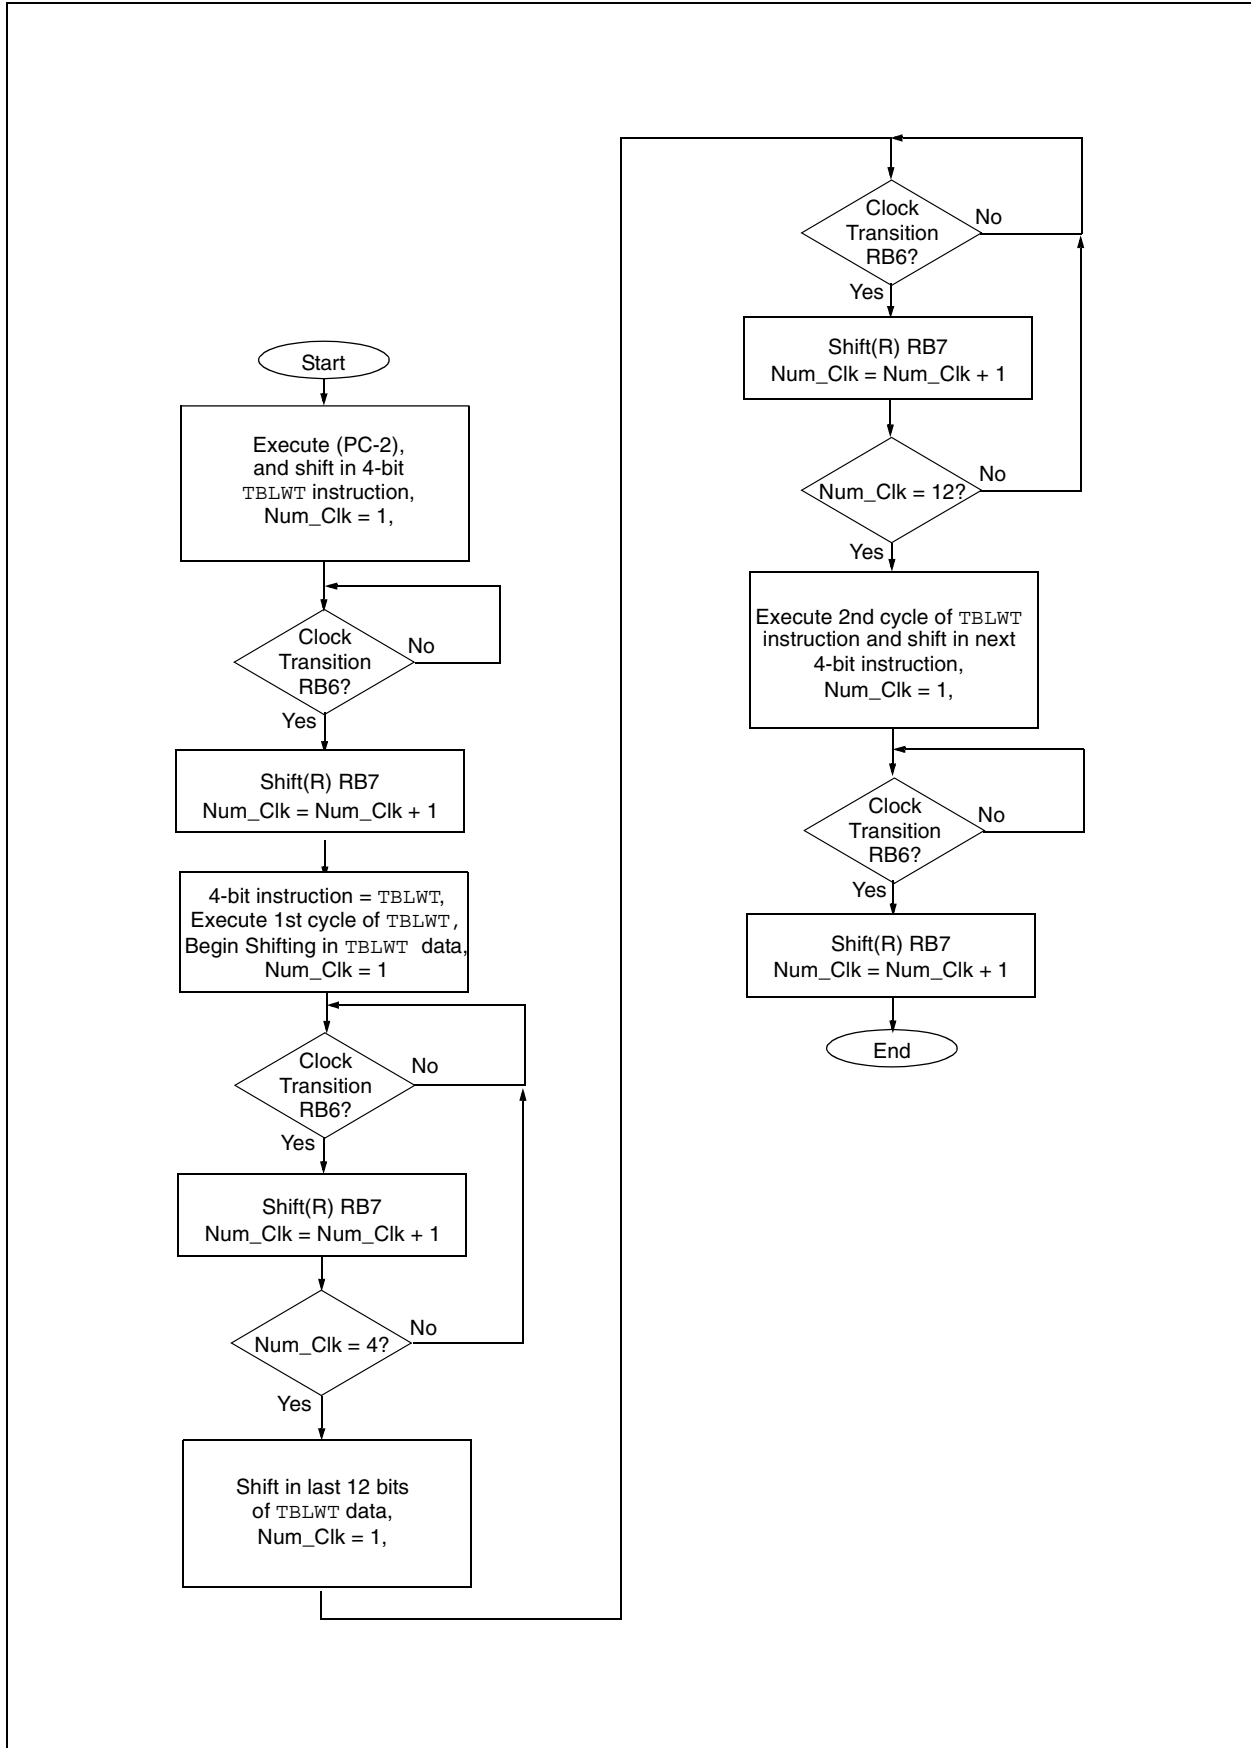 Start
Execute (PC-2),
and shift in 4-bit
TBLWT instruction,
Num_Clk = 1,
Clock
Transition
RB6?
No
Yes
Shift(R) RB7
Num_Clk = Num_Clk + 1
4-bit instruction = TBLWT,
Execute 1st cycle of TBLWT,
Begin Shifting in TBLWT data,
Num_Clk = 1
Clock
Transition
RB6?
No
Yes
Shift(R) RB7
Num_Clk = Num_Clk + 1
Num_Clk = 4?
No
Yes
Shift in last 12 bits
of TBLWT data,
Num_Clk = 1,
Clock
Transition
RB6?
No
Yes
Shift(R) RB7
Num_Clk = Num_Clk + 1
Num_Clk = 12?
No
Yes
Execute 2nd cycle of TBLWT
instruction and shift in next
4-bit instruction,
Num_Clk = 1,
Clock
Transition
RB6?
No
Yes
Shift(R) RB7
Num_Clk = Num_Clk + 1
End